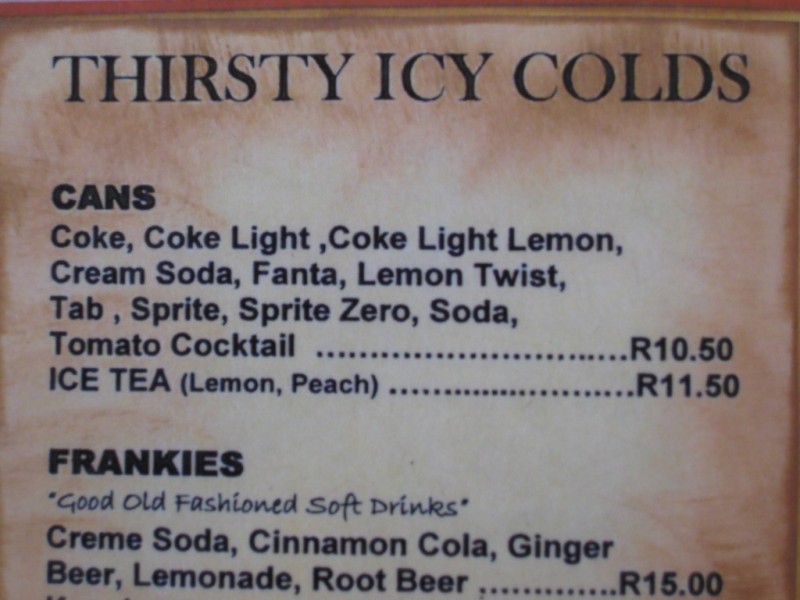 THIRSTY ICY COLDS
CANS
Coke, Coke Light ,Coke Light Lemon,
Cream Soda, Fanta, Lemon Twist,
Tab , Sprite, Sprite Zero, Soda,
Tomato Cocktail ...............................R10.50
ICE TEA (Lemon, Peach) ............................R11.50
FRANKIES
"Good Old Fashioned Soft Drinks"
Creme Soda, Cinnamon Cola, Ginger
Beer, Lemonade, Root Beer ..............R15.00